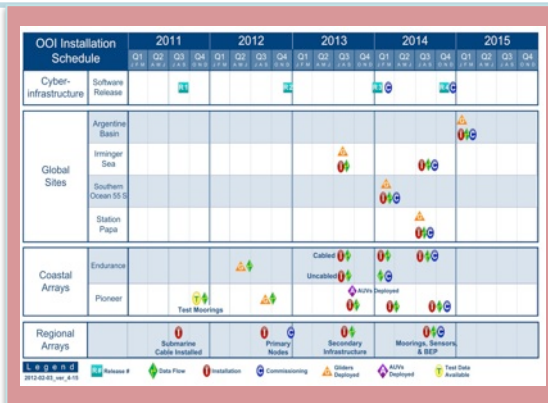 OOI Installation
Schedule
2011 2012 2013 2014 2015
Q1 Q2 Q3 Q4 Q1 Q2 Q3 Q4 Q1 Q2 Q3 Q4 Q1 Q2 Q3 Q4 Q1 Q2 Q3 Q4
J F M A M J J A S O N D J F M A M J J A S O N D J F M A M J J A S O N D J F M A M J J A S O N D J F M A M J J A S O N D
Cyber-
infrastructure
Software
Release
R1 R2 R3 C R4 C
Global
Sites
Argentine
Basin
Irminger
Sea
Southern
Ocean 55 S
Station
Papa
Coastal
Arrays
Endurance
Cabled
Uncabled
Pioneer
AUVs Deployed
Test Moorings
Regional
Arrays
Submarine
Cable Installed
Primary
Nodes
Secondary
Infrastructure
Moorings, Sensors,
& BEP
Legend
2012-02-03_ver_4-15
R# Release #
Data Flow
I Installation
C Commissioning
Gliders
Deployed
A AUVs
Deployed
T Test Data
Available